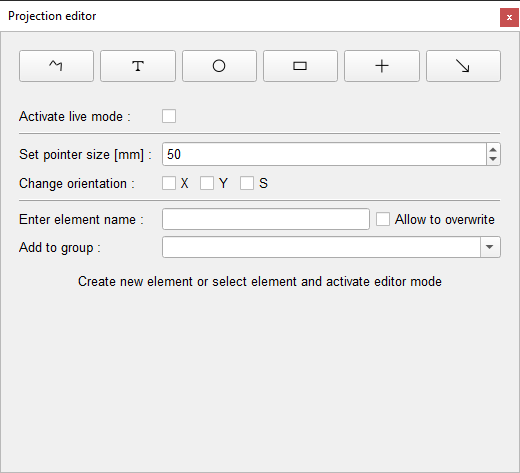 Projection editor
x
T
Activate live mode :
Set pointer size [mm] : 50
Change orientation : X Y S
Enter element name : Allow to overwrite
Add to group :
Create new element or select element and activate editor mode